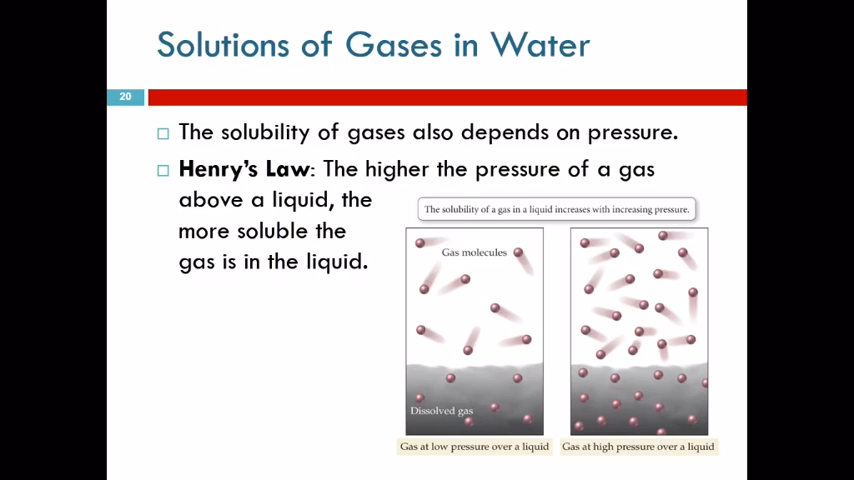 Solutions of Gases in Water
20
The solubility of gases also depends on pressure.
Henry's Law: The higher the pressure of a gas
above a liquid, the
more soluble the
gas is in the liquid.
The solubility of a gas in a liquid increases with increasing pressure.
Gas molecules
Dissolved gas
Gas at low pressure over a liquid
Gas at high pressure over a liquid